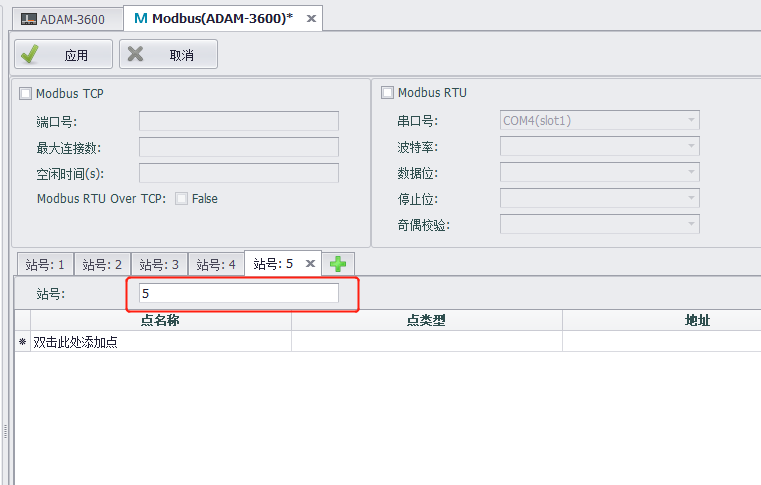 ADAM-3600 Modbus(ADAM-3600)*
应用 取消
Modbus TCP
端口号:
最大连接数:
空闲时间(s):
Modbus RTU Over TCP: False
Modbus RTU
串口号: COM4(slot1)
波特率:
数据位:
停止位:
奇偶校验:
站号: 1 站号: 2 站号: 3 站号: 4 站号: 5
站号: 5
点名称 点类型 地址
双击此处添加点